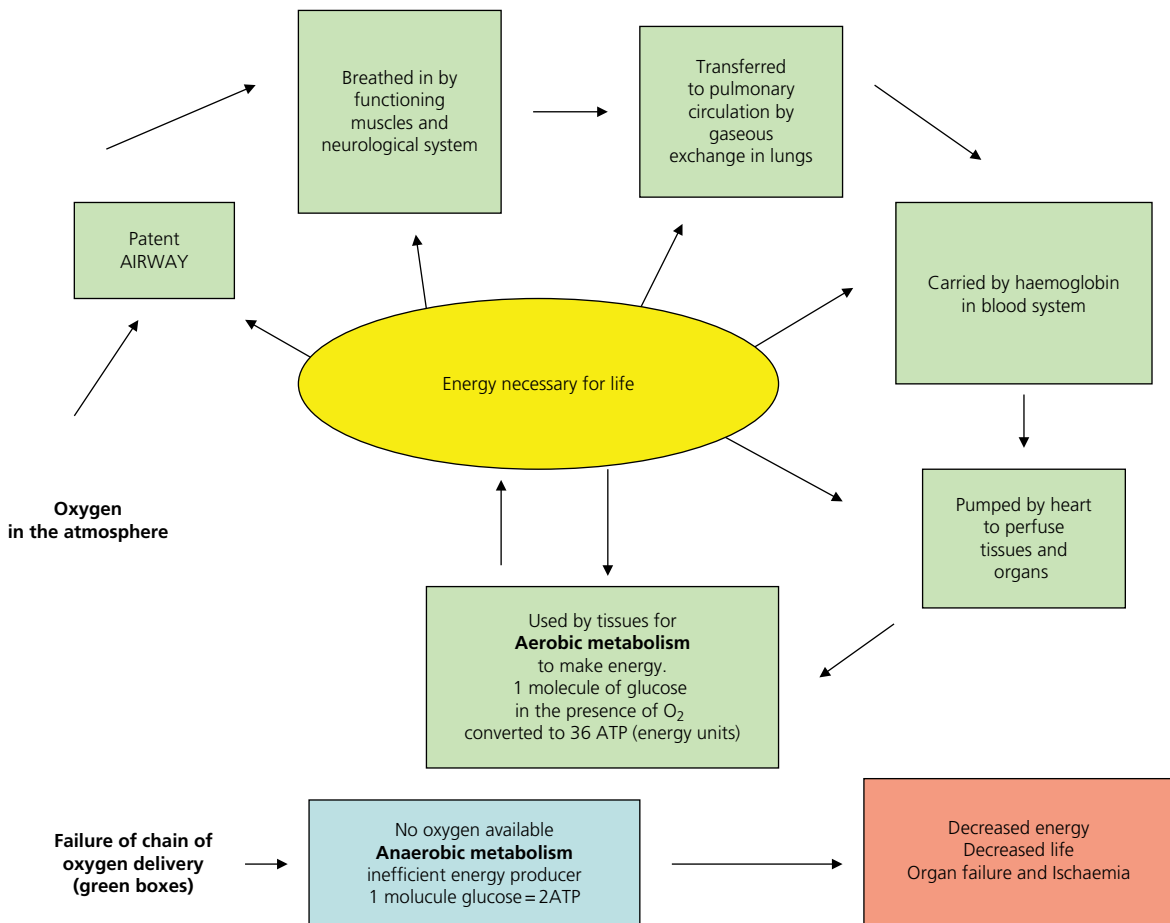 Breathed in by
functioning
muscles and
neurological system
Transferred
to pulmonary
circulation by
gaseous
exchange in lungs
Patent
AIRWAY
Carried by haemoglobin
in blood system
Energy necessary for life
Oxygen
in the atmosphere
Pumped by heart
to perfuse
tissues and
organs
Used by tissues for
Aerobic metabolism
to make energy.
1 molecule of glucose
in the presence of O₂
converted to 36 ATP (energy units)
Failure of chain of
oxygen delivery
(green boxes)
No oxygen available
Anaerobic metabolism
inefficient energy producer
1 molucule glucose = 2ATP
Decreased energy
Decreased life
Organ failure and Ischaemia